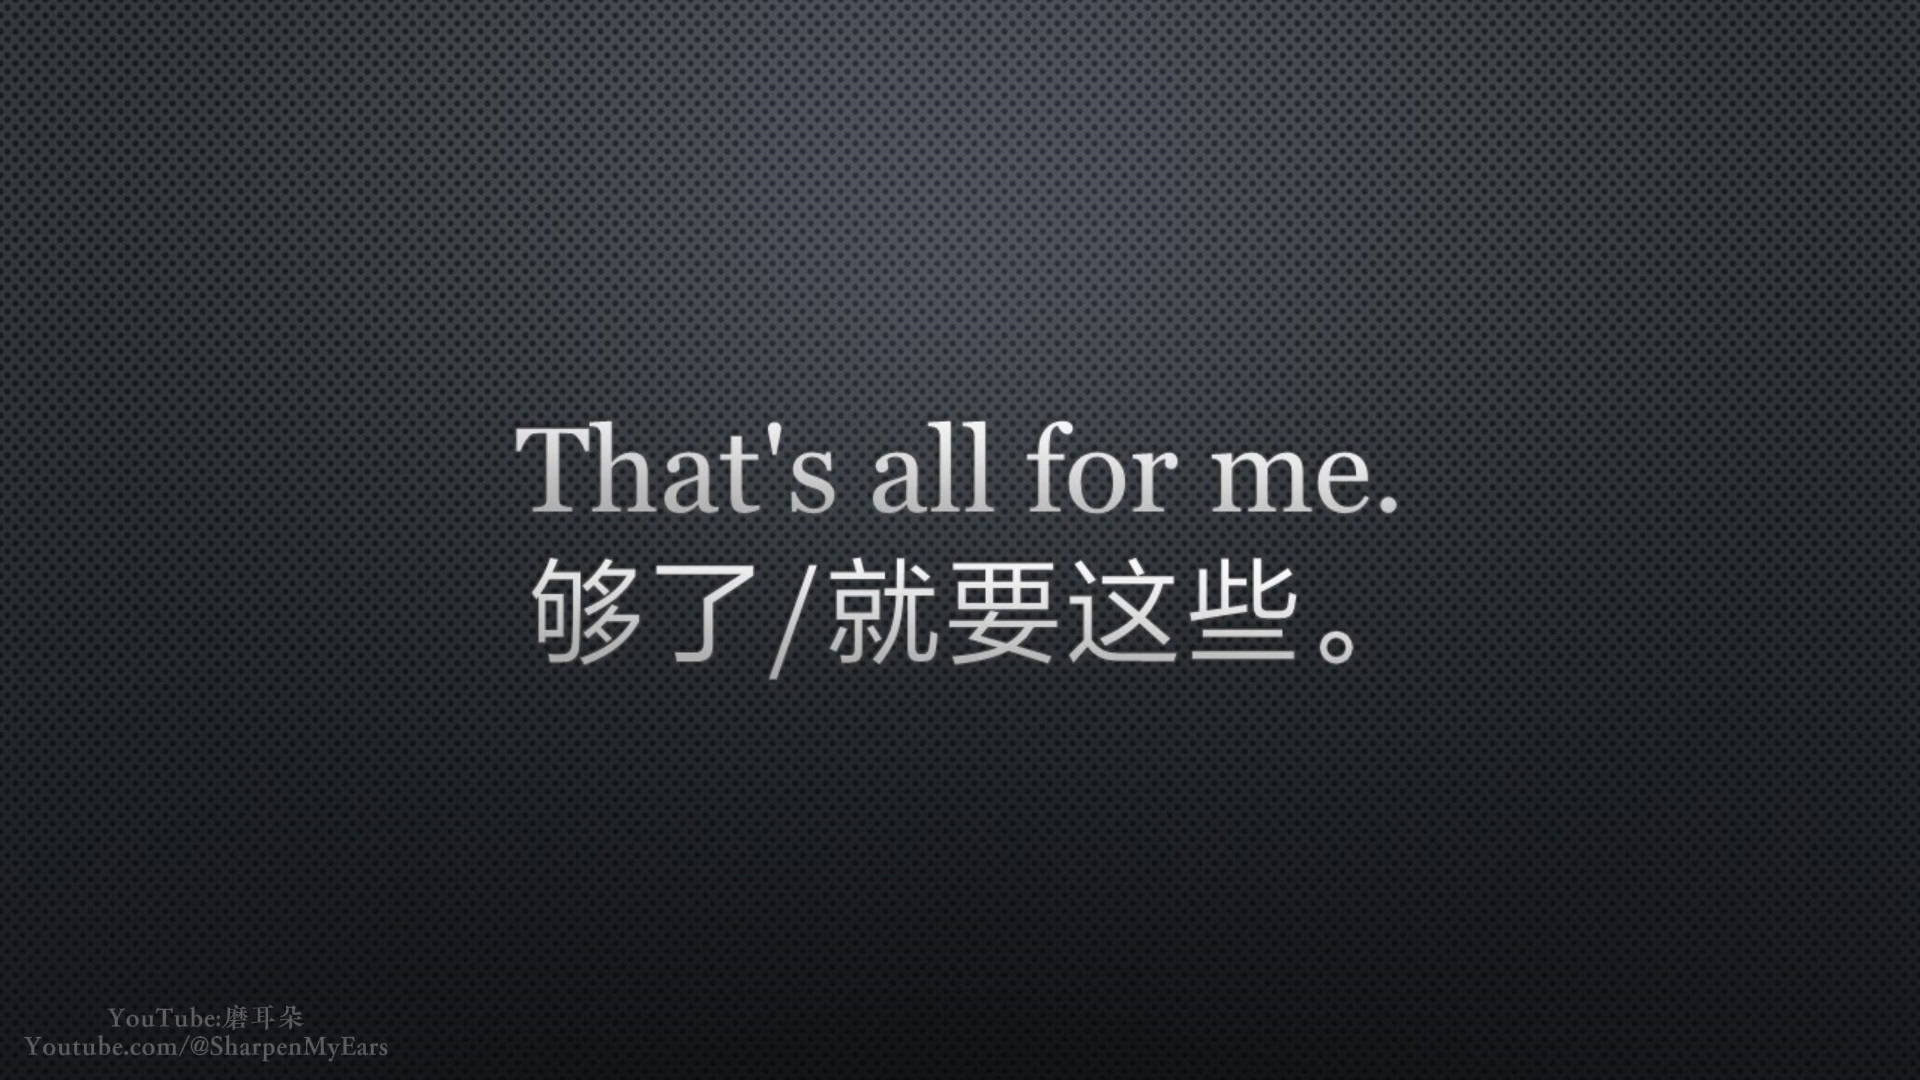 That's all for me.
够了/就要这些。
YouTube:磨耳朵
Youtube.com/@SharpenMyEars